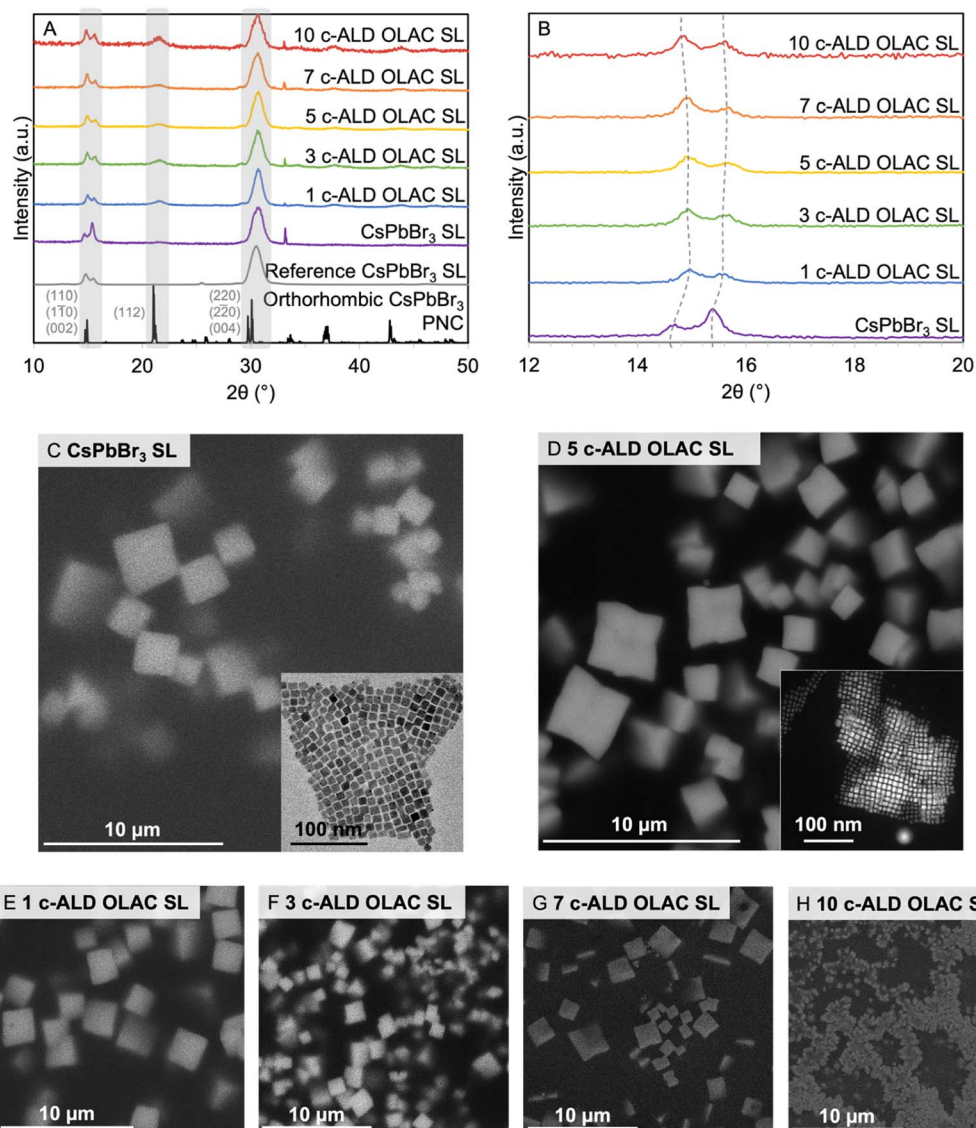 A
10 c-ALD OLAC SL
7 c-ALD OLAC SL
5 c-ALD OLAC SL
3 c-ALD OLAC SL
1 c-ALD OLAC SL
CsPbBr₃ SL
Reference CsPbBr₃ SL
Orthorhombic CsPbBr₃
PNC
(110)
(11̅0)
(002)
(112)
(220)
(22̅0)
(004)
Intensity (a.u.)
10 20 30 40 50
2θ (°)
B
10 c-ALD OLAC SL
7 c-ALD OLAC SL
5 c-ALD OLAC SL
3 c-ALD OLAC SL
1 c-ALD OLAC SL
CsPbBr₃ SL
Intensity (a.u.)
12 14 16 18 20
2θ (°)
C CsPbBr₃ SL
10 µm
100 nm
D 5 c-ALD OLAC SL
10 µm
100 nm
E 1 c-ALD OLAC SL
10 µm
F 3 c-ALD OLAC SL
10 µm
G 7 c-ALD OLAC SL
10 µm
H 10 c-ALD OLAC S
10 µm